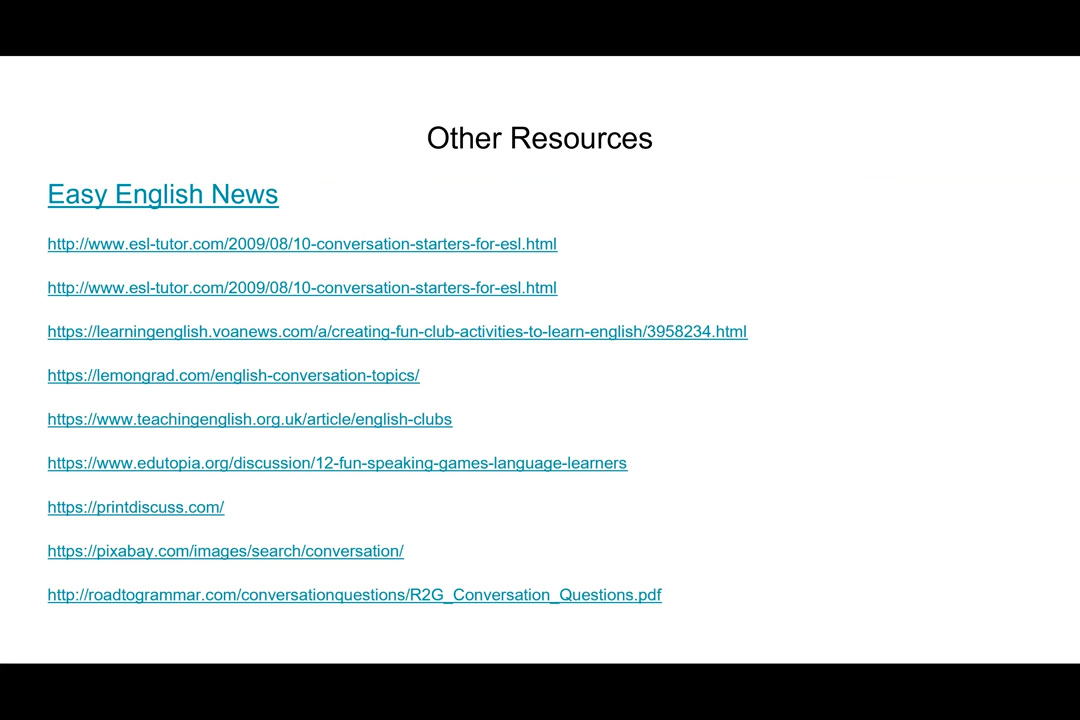 Other Resources
Easy English News
http://www.esl-tutor.com/2009/08/10-conversation-starters-for-esl.html
http://www.esl-tutor.com/2009/08/10-conversation-starters-for-esl.html
https://learningenglish.voanews.com/a/creating-fun-club-activities-to-learn-english/3958234.html
https://lemongrad.com/english-conversation-topics/
https://www.teachingenglish.org.uk/article/english-clubs
https://www.edutopia.org/discussion/12-fun-speaking-games-language-learners
https://printdiscuss.com/
https://pixabay.com/images/search/conversation/
http://roadtogrammar.com/conversationquestions/R2G_Conversation_Questions.pdf